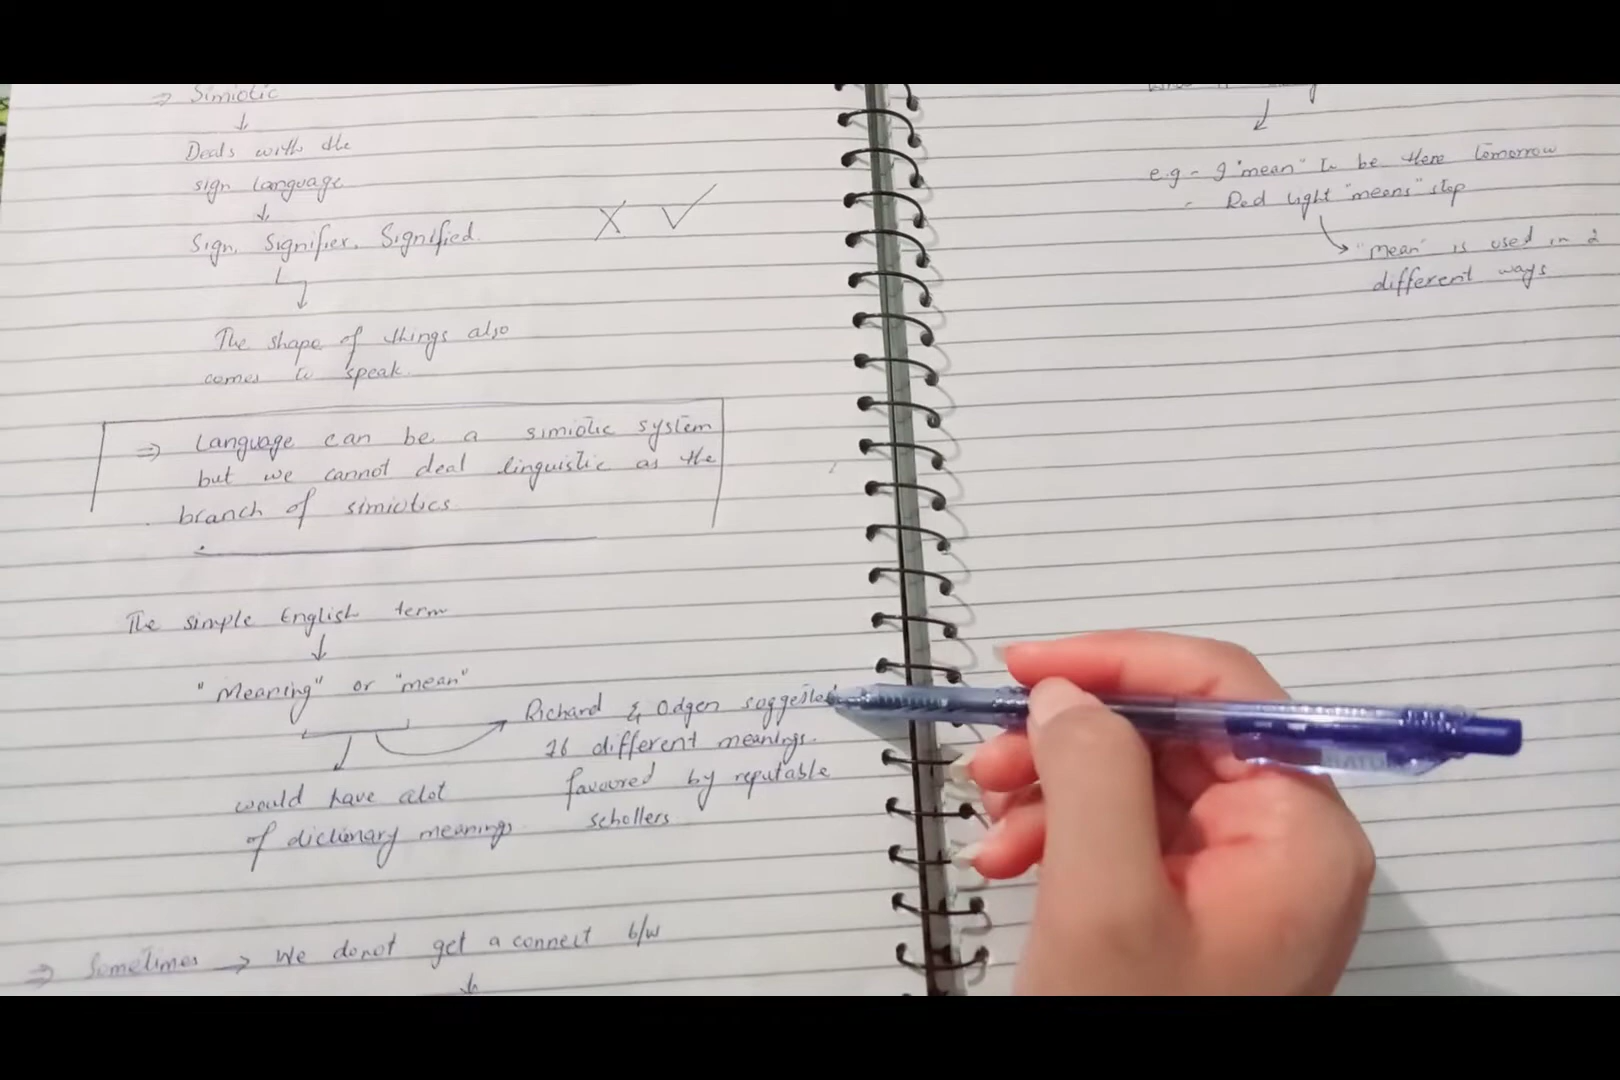 ⇒ Simiotic
↓
Deals with the
sign language
↓
Sign, Signifier, Signified.
X ✓
↓
The shape of things also
comes to speak.
⇒ Language can be a simiotic system
but we cannot deal linguistic as the
branch of simiotics.
The simple English term
↓
"Meaning" or "mean"
Richard & Odgen suggested
16 different meanings.
favoured by reputable
schollers
would have alot
of dictionary meanings.
⇒ Sometimes → We donot get a connect b/w
↓
↓
e.g - I "mean" to be there tomorrow
- Red light "means" stop
"mean" is used in 2
different ways